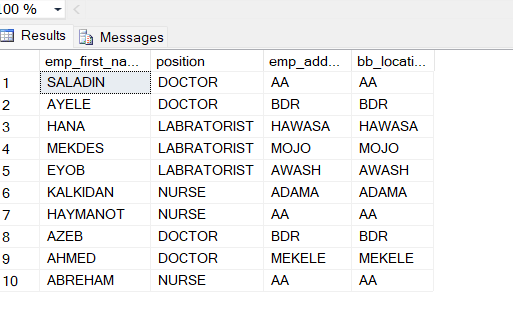 .00 %
Results Messages
emp_first_na... position emp_add... bb_locati...
1 SALADIN DOCTOR AA AA
2 AYELE DOCTOR BDR BDR
3 HANA LABRATORIST HAWASA HAWASA
4 MEKDES LABRATORIST MOJO MOJO
5 EYOB LABRATORIST AWASH AWASH
6 KALKIDAN NURSE ADAMA ADAMA
7 HAYMANOT NURSE AA AA
8 AZEB DOCTOR BDR BDR
9 AHMED DOCTOR MEKELE MEKELE
10 ABREHAM NURSE AA AA